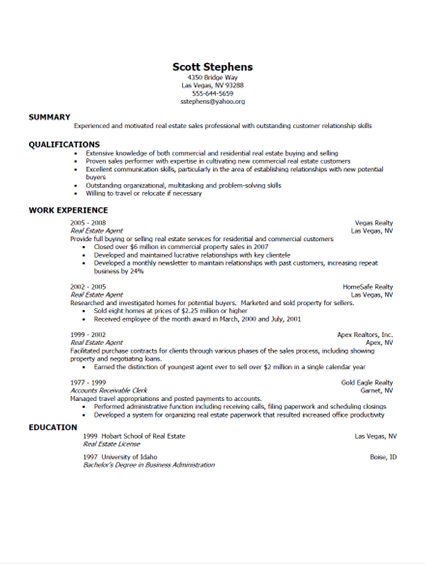 Scott Stephens
4350 Bridge Way
Las Vegas, NV 93288
555-644-5659
sstephens@yahoo.org
SUMMARY
Experienced and motivated real estate sales professional with outstanding customer relationship skills
QUALIFICATIONS
• Extensive knowledge of both commercial and residential real estate buying and selling
• Proven sales performer with expertise in cultivating new commercial real estate customers
• Excellent communication skills, particularly in the area of establishing relationships with new potential
buyers
• Outstanding organizational, multitasking and problem-solving skills
• Willing to travel or relocate if necessary
WORK EXPERIENCE
2005 - 2008 Vegas Realty
Real Estate Agent Las Vegas, NV
Provide full buying or selling real estate services for residential and commercial customers
• Closed over $6 million in commercial property sales in 2007
• Developed and maintained lucrative relationships with key clientele
• Developed a monthly newsletter to maintain relationships with past customers, increasing repeat
business by 24%
2002 - 2005 HomeSafe Realty
Real Estate Agent Las Vegas, NV
Researched and investigated homes for potential buyers. Marketed and sold property for sellers.
• Sold eight homes at prices of $2.25 million or higher
• Received employee of the month award in March, 2000 and July, 2001
1999 - 2002 Apex Realtors, Inc.
Real Estate Agent Apex, NV
Facilitated purchase contracts for clients through various phases of the sales process, including showing
property and negotiating loans.
• Earned the distinction of youngest agent ever to sell over $2 million in a single calendar year
1977 - 1999 Gold Eagle Realty
Accounts Receivable Clerk Garnet, NV
Managed travel appropriations and posted payments to accounts.
• Performed administrative function including receiving calls, filing paperwork and scheduling closings
• Developed a system for organizing real estate paperwork that resulted increased office productivity
EDUCATION
1999 Hobart School of Real Estate Las Vegas, NV
Real Estate License
1997 University of Idaho Boise, ID
Bachelor's Degree in Business Administration